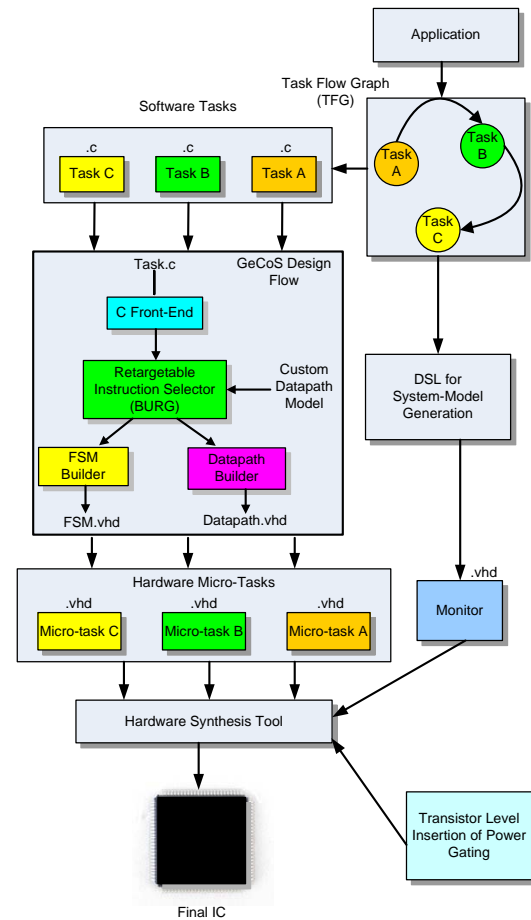 Application
Task Flow Graph
(TFG)
Software Tasks
.c
.c
.c
Task C
Task B
Task A
Task
A
Task
B
Task
C
Task.c
GeCoS Design
Flow
C Front-End
Retargetable
Instruction Selector
(BURG)
Custom
Datapath
Model
FSM
Builder
Datapath
Builder
FSM.vhd
Datapath.vhd
DSL for
System-Model
Generation
Hardware Micro-Tasks
.vhd
.vhd
.vhd
Micro-task C
Micro-task B
Micro-task A
.vhd
Monitor
Hardware Synthesis Tool
Transistor Level
Insertion of Power
Gating
Final IC